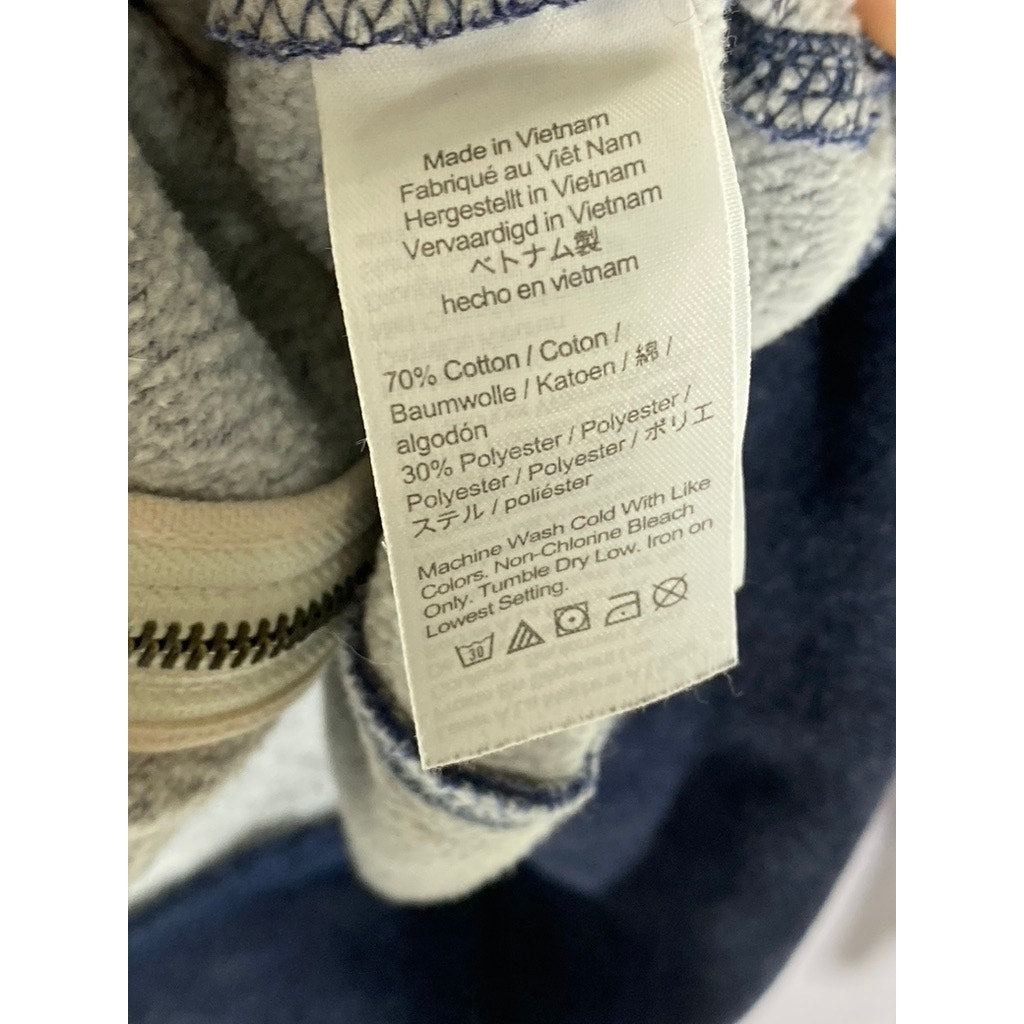 Made in Vietnam
Fabriqué au Viêt Nam
Hergestellt in Vietnam
Vervaardigd in Vietnam
ベトナム製
hecho en vietnam
70% Cotton / Coton /
Baumwolle / Katoen / 綿 /
algodón
30% Polyester / Polyester /
Polyester / Polyester / ポリエ
ステル / poliéster
Machine Wash Cold With Like
Colors. Non-Chlorine Bleach
Only. Tumble Dry Low. Iron on
Lowest Setting.
30